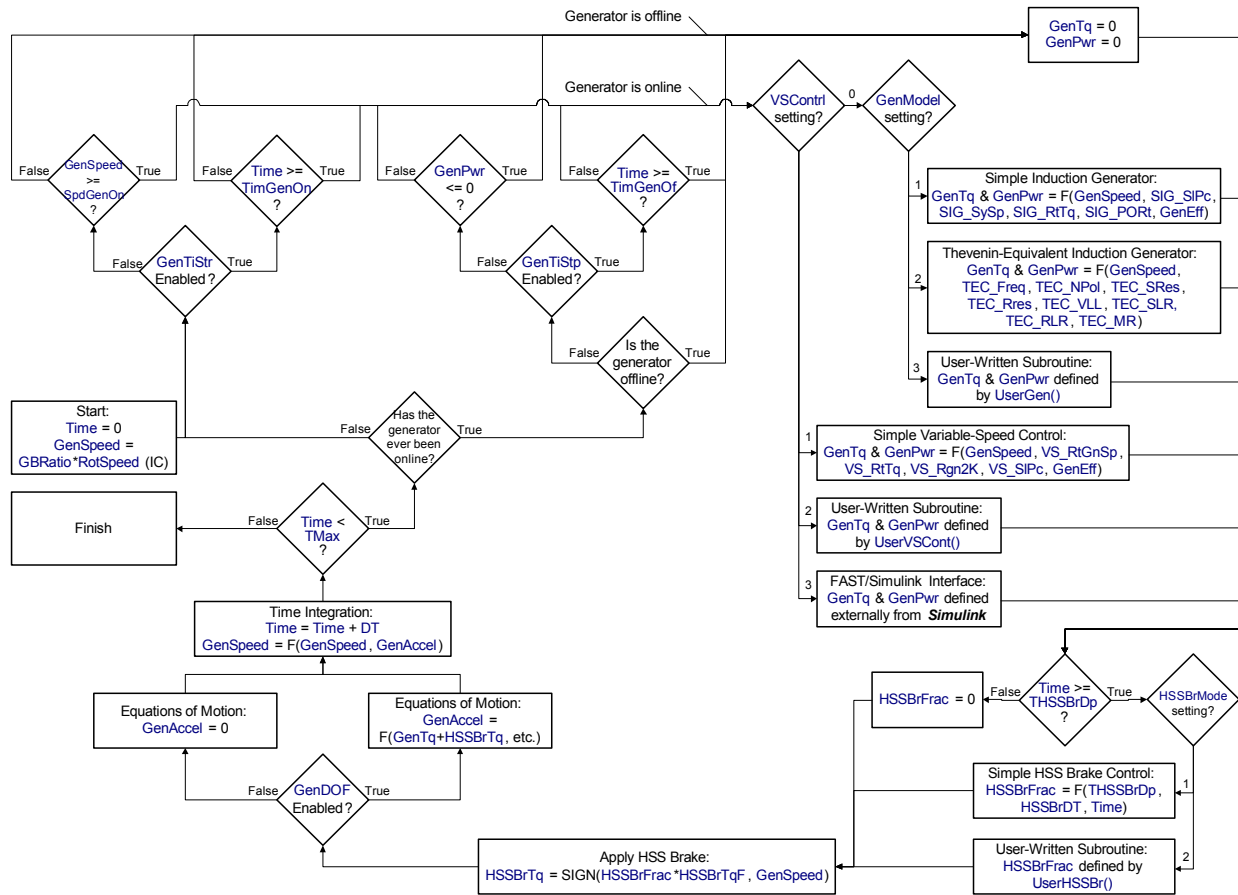 Generator is offline
GenTq = 0
GenPwr = 0
Generator is online
VSContrl
setting?
0
GenModel
setting?
False
GenSpeed
>=
SpdGenOn
?
True
False
Time >=
TimGenOn
?
True
False
GenPwr
<= 0
?
True
False
Time >=
TimGenOf
?
True
1
Simple Induction Generator:
GenTq & GenPwr = F(GenSpeed, SIG_SlPc,
SIG_SySp, SIG_RtTq, SIG_PORt, GenEff)
False
GenTiStr
Enabled?
True
False
GenTiStp
Enabled?
True
2
Thevenin-Equivalent Induction Generator:
GenTq & GenPwr = F(GenSpeed,
TEC_Freq, TEC_NPol, TEC_SRes,
TEC_Rres, TEC_VLL, TEC_SLR,
TEC_RLR, TEC_MR)
False
Is the
generator
offline?
True
3
User-Written Subroutine:
GenTq & GenPwr defined
by UserGen()
Start:
Time = 0
GenSpeed =
GBRatio*RotSpeed (IC)
False
Has the
generator
ever been
online?
True
1
Simple Variable-Speed Control:
GenTq & GenPwr = F(GenSpeed, VS_RtGnSp,
VS_RtTq, VS_Rgn2K, VS_SlPc, GenEff)
Finish
False
Time <
TMax
?
True
2
User-Written Subroutine:
GenTq & GenPwr defined
by UserVSCont()
3
FAST/Simulink Interface:
GenTq & GenPwr defined
externally from Simulink
Time Integration:
Time = Time + DT
GenSpeed = F(GenSpeed, GenAccel)
Equations of Motion:
GenAccel = 0
Equations of Motion:
GenAccel =
F(GenTq+HSSBrTq, etc.)
HSSBrFrac = 0
False
Time >=
THSSBrDp
?
True
HSSBrMode
setting?
False
GenDOF
Enabled?
True
Simple HSS Brake Control:
HSSBrFrac = F(THSSBrDp,
HSSBrDT, Time)
1
Apply HSS Brake:
HSSBrTq = SIGN(HSSBrFrac*HSSBrTqF, GenSpeed)
User-Written Subroutine:
HSSBrFrac defined by
UserHSSBr()
2